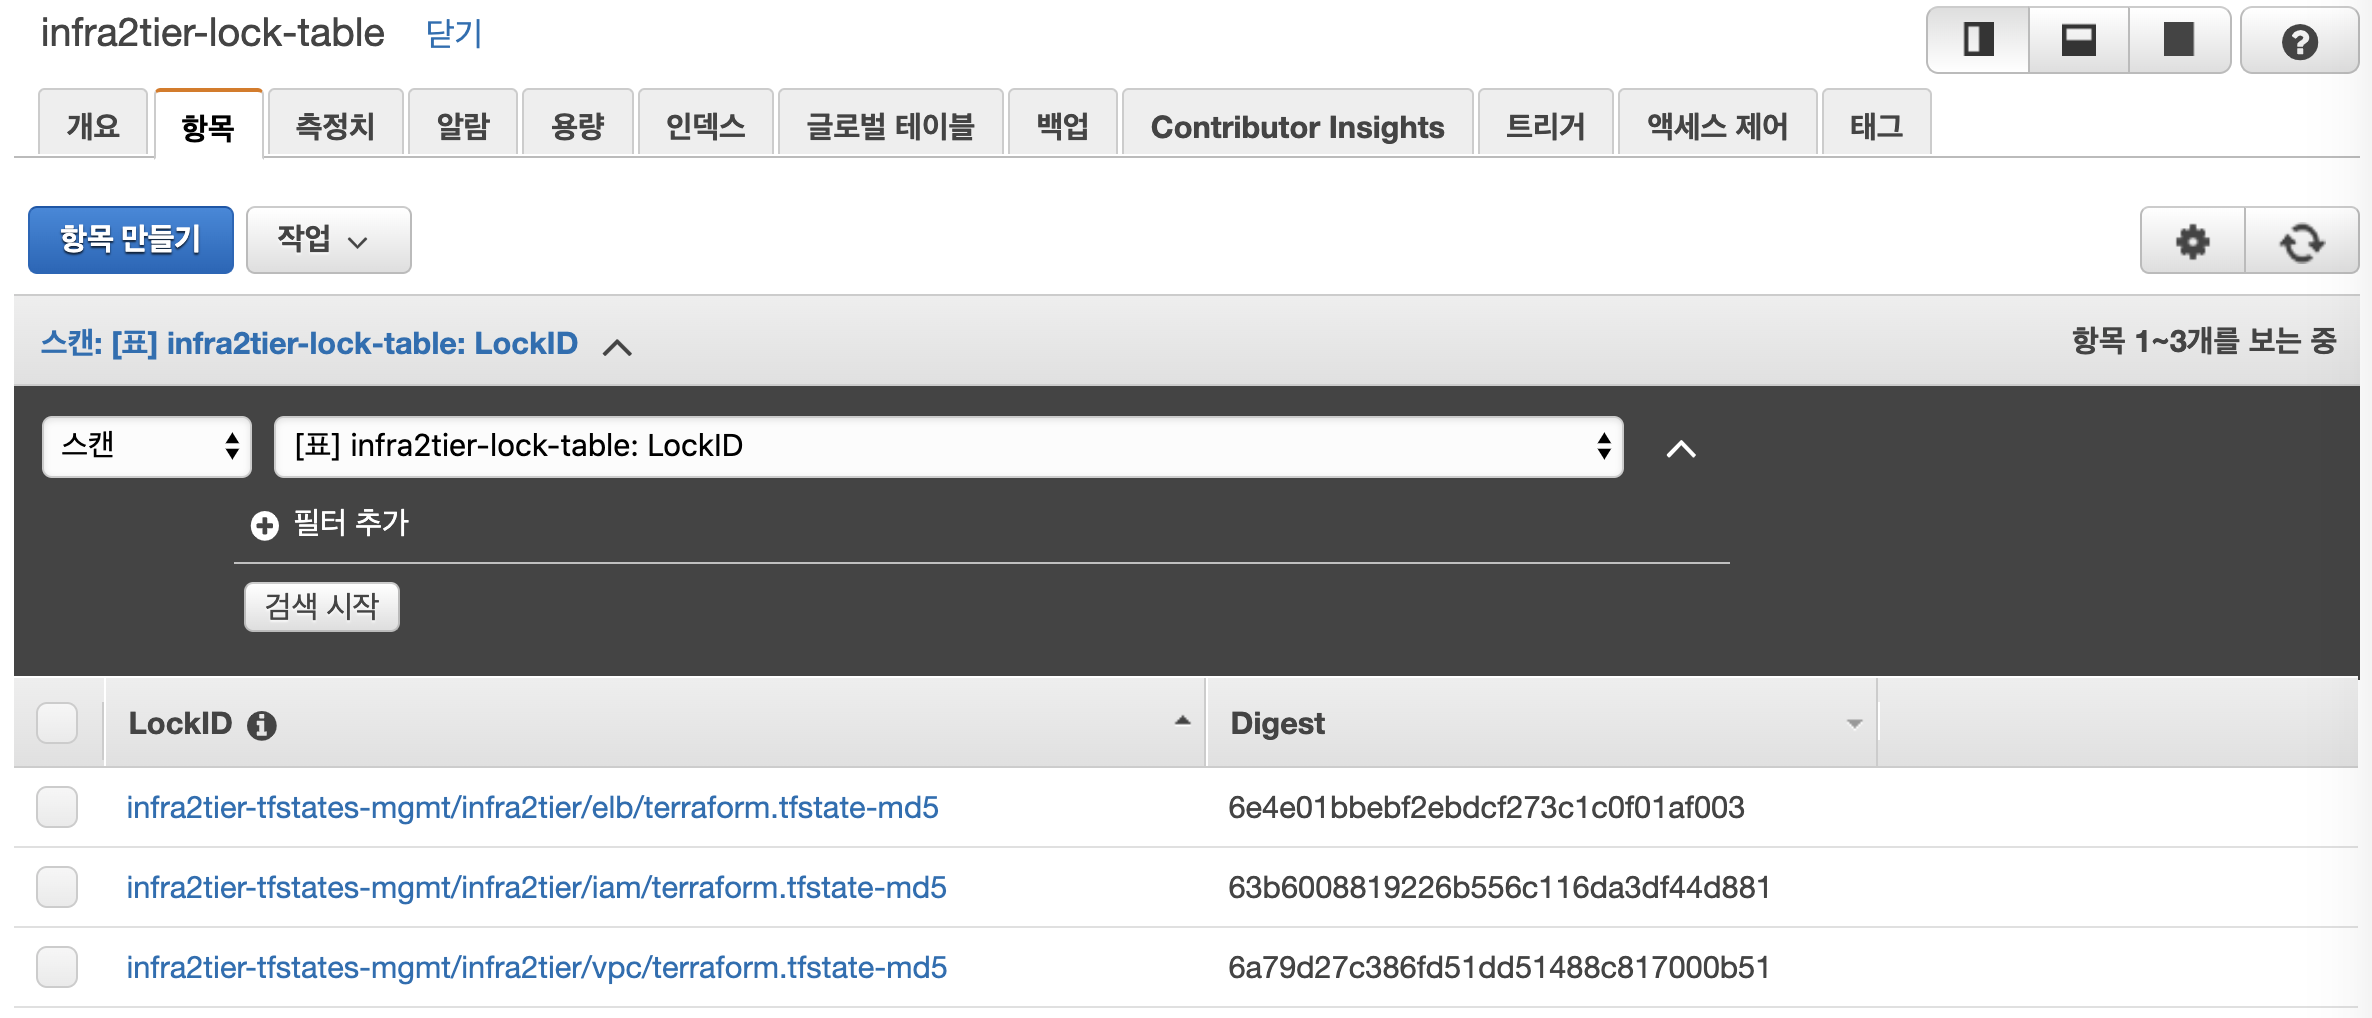 infra2tier-lock-table 닫기
개요 항목 측정치 알람 용량 인덱스 글로벌 테이블 백업 Contributor Insights 트리거 액세스 제어 태그
항목 만들기 작업
스캔: [표] infra2tier-lock-table: LockID 항목 1~3개를 보는 중
스캔 [표] infra2tier-lock-table: LockID
필터 추가
검색 시작
LockID Digest
infra2tier-tfstates-mgmt/infra2tier/elb/terraform.tfstate-md5 6e4e01bbebf2ebdcf273c1c0f01af003
infra2tier-tfstates-mgmt/infra2tier/iam/terraform.tfstate-md5 63b6008819226b556c116da3df44d881
infra2tier-tfstates-mgmt/infra2tier/vpc/terraform.tfstate-md5 6a79d27c386fd51dd51488c817000b51